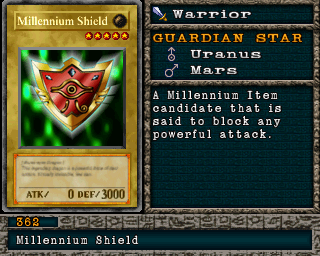 Millennium Shield
ATK/ 0 DEF/3000
Warrior
GUARDIAN STAR
Uranus
Mars
A Millennium Item
candidate that is
said to block any
powerful attack.
362
Millennium Shield